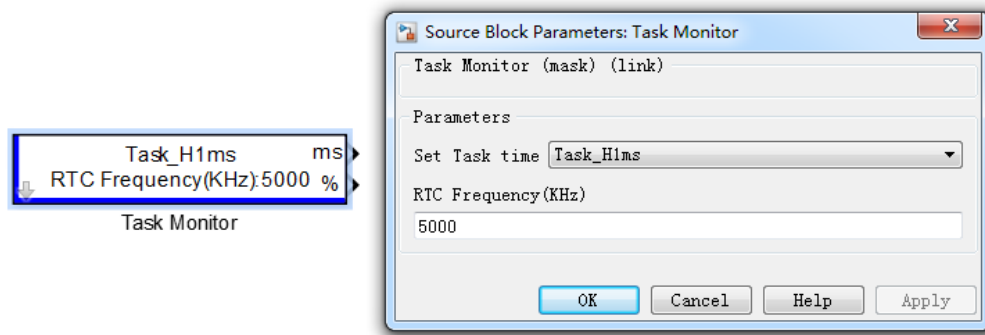 Task_H1ms
ms
RTC Frequency(KHz):5000
%
Task Monitor
Source Block Parameters: Task Monitor
Task Monitor (mask) (link)
Parameters
Set Task time Task_H1ms
RTC Frequency(KHz)
5000
OK Cancel Help Apply